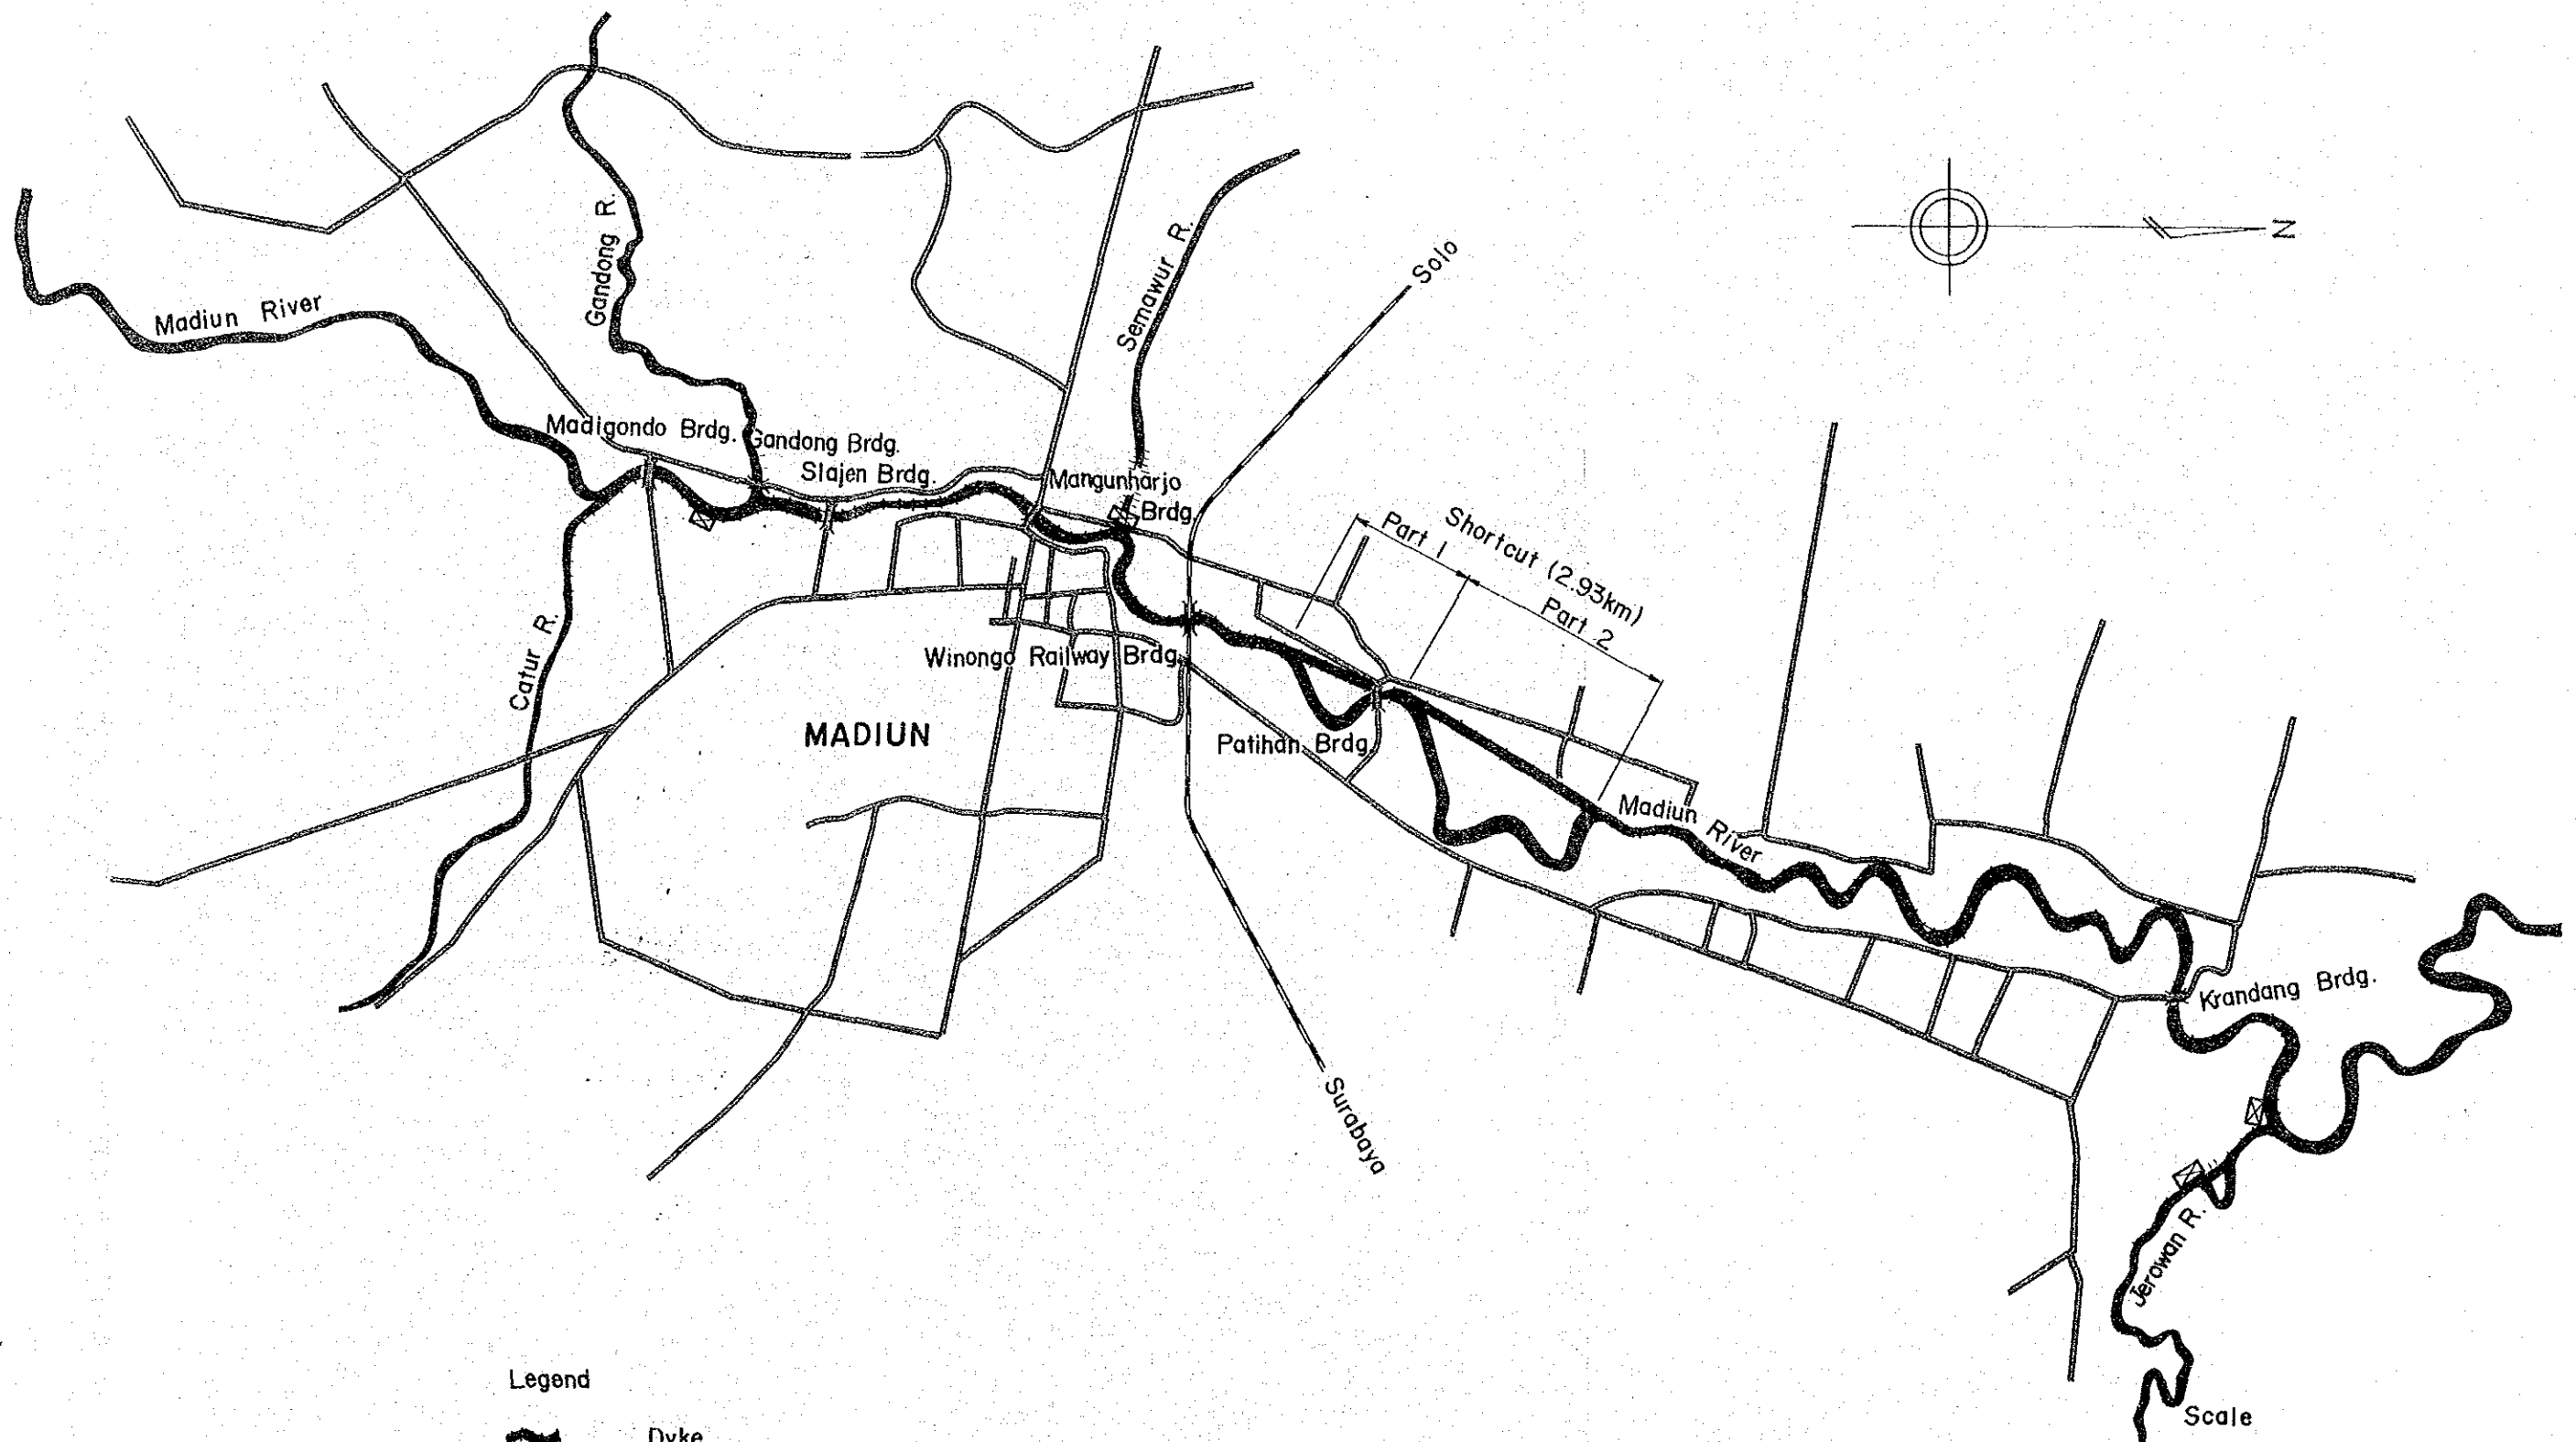 N
Gandong R.
Semawur R.
Solo
Madiun River
Madigondo Brdg.
Gandong Brdg.
Slajen Brdg.
Mangunharjo
Brdg.
Shortcut (2.93km)
Part 1
Part 2
Catur R.
Winongo Railway Brdg.
MADIUN
Patihan Brdg.
Madiun River
Krandang Brdg.
Surabaya
Jerowan R.
Legend
Dyke
Scale